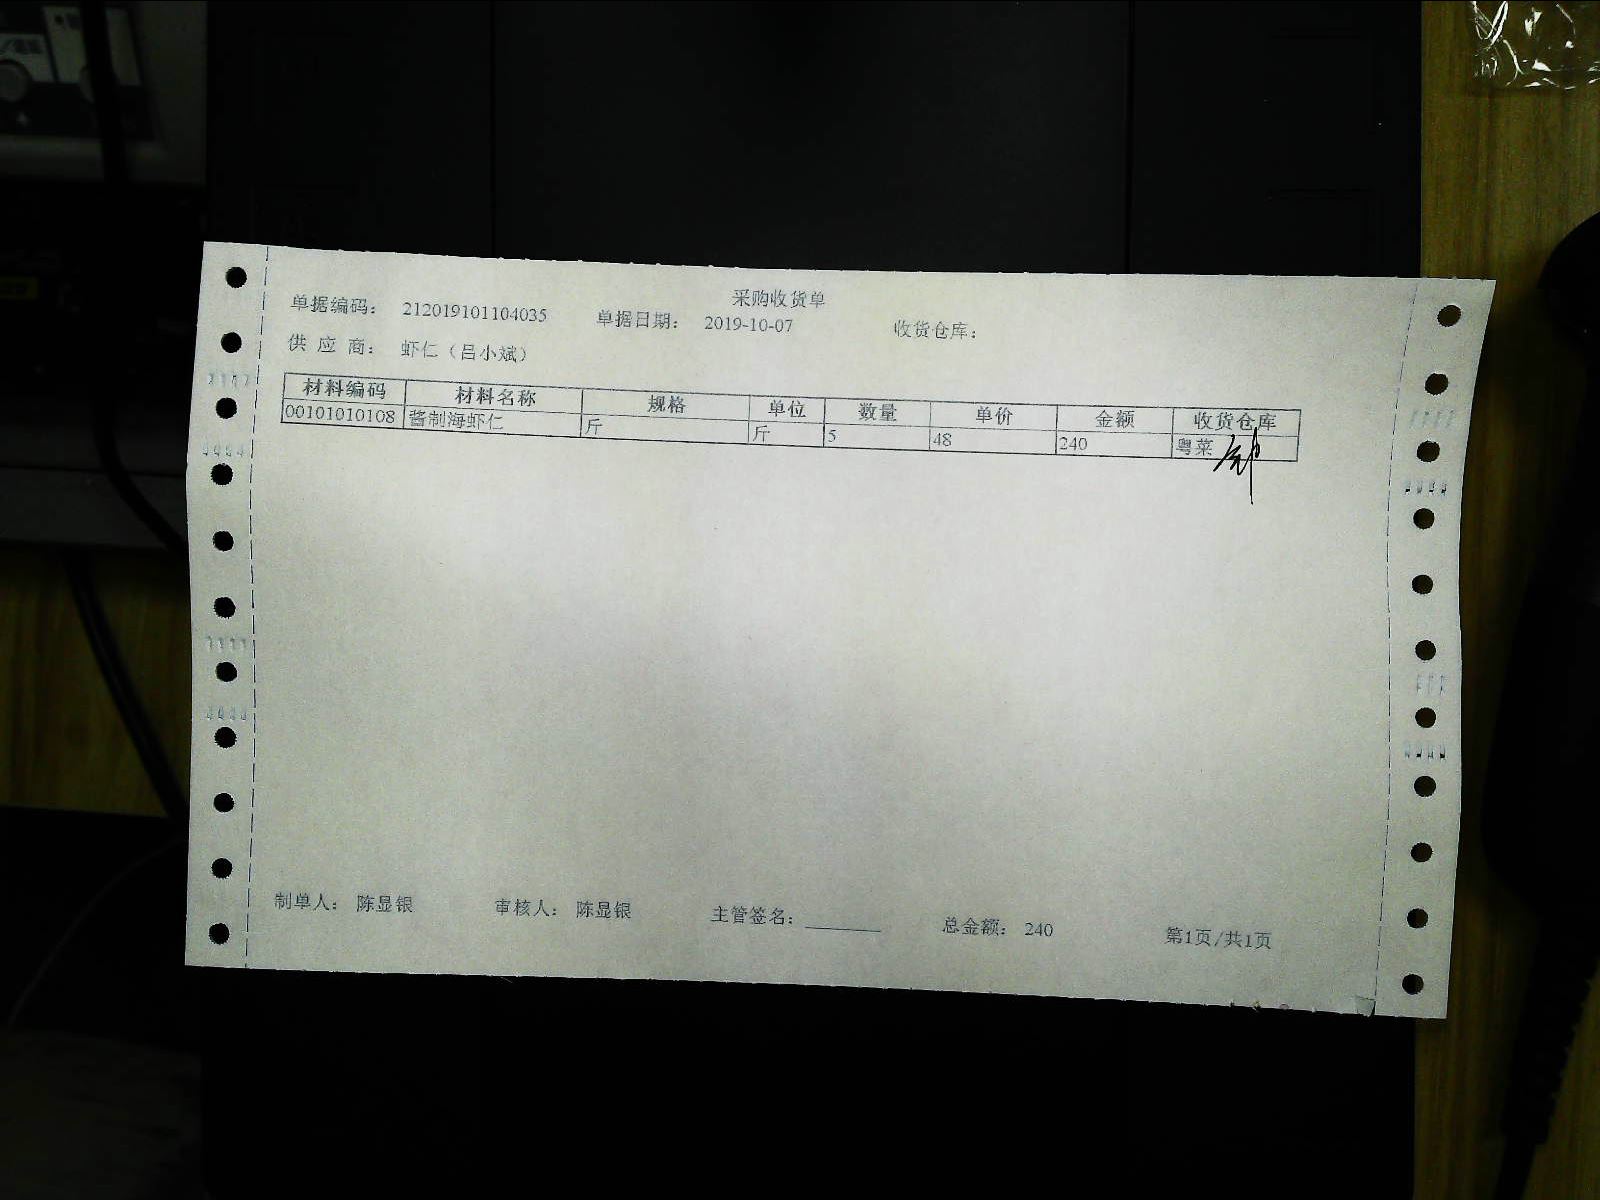 采购收货单
单据编码： 212019101104035 单据日期： 2019-10-07 收货仓库：
供 应 商： 虾仁（吕小斌）
材料编码 材料名称 规格 单位 数量 单价 金额 收货仓库
00101010108 酱制海虾仁 斤 斤 5 48 240 粤菜
制单人： 陈显银 审核人： 陈显银 主管签名： 总金额： 240 第1页/共1页